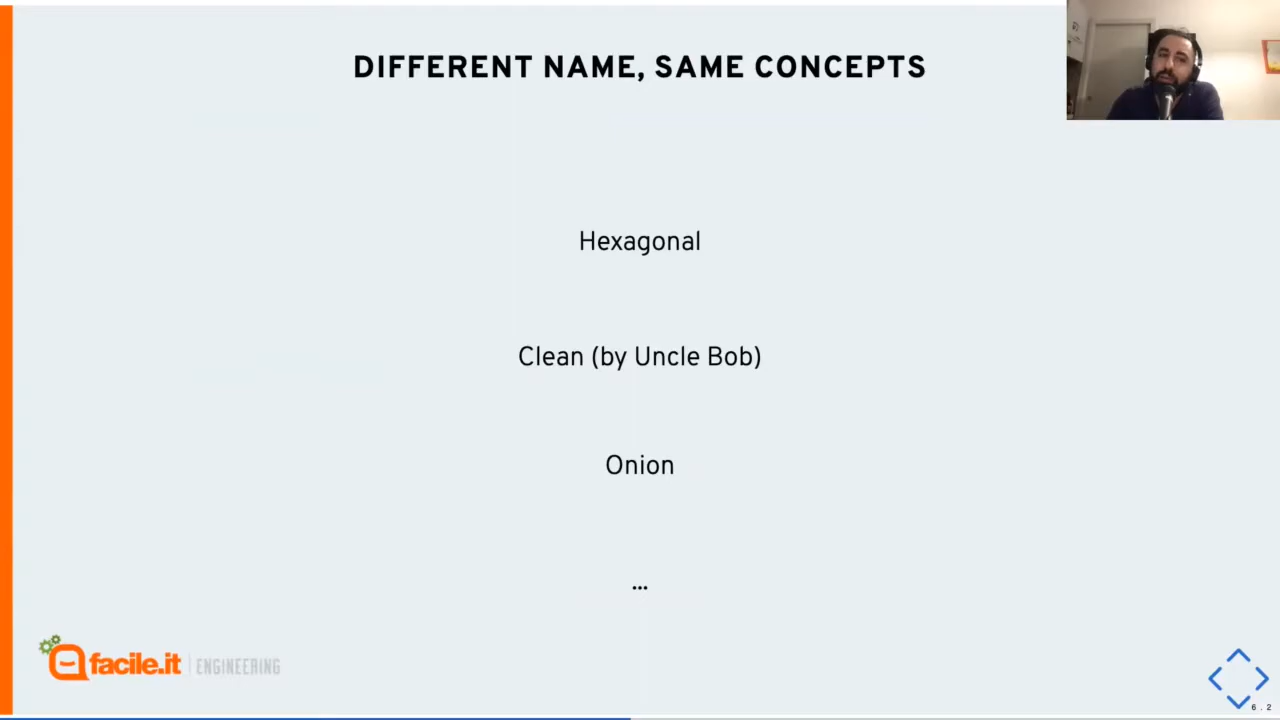 DIFFERENT NAME, SAME CONCEPTS
Hexagonal
Clean (by Uncle Bob)
Onion
...
facile.it | ENGINEERING
6.2